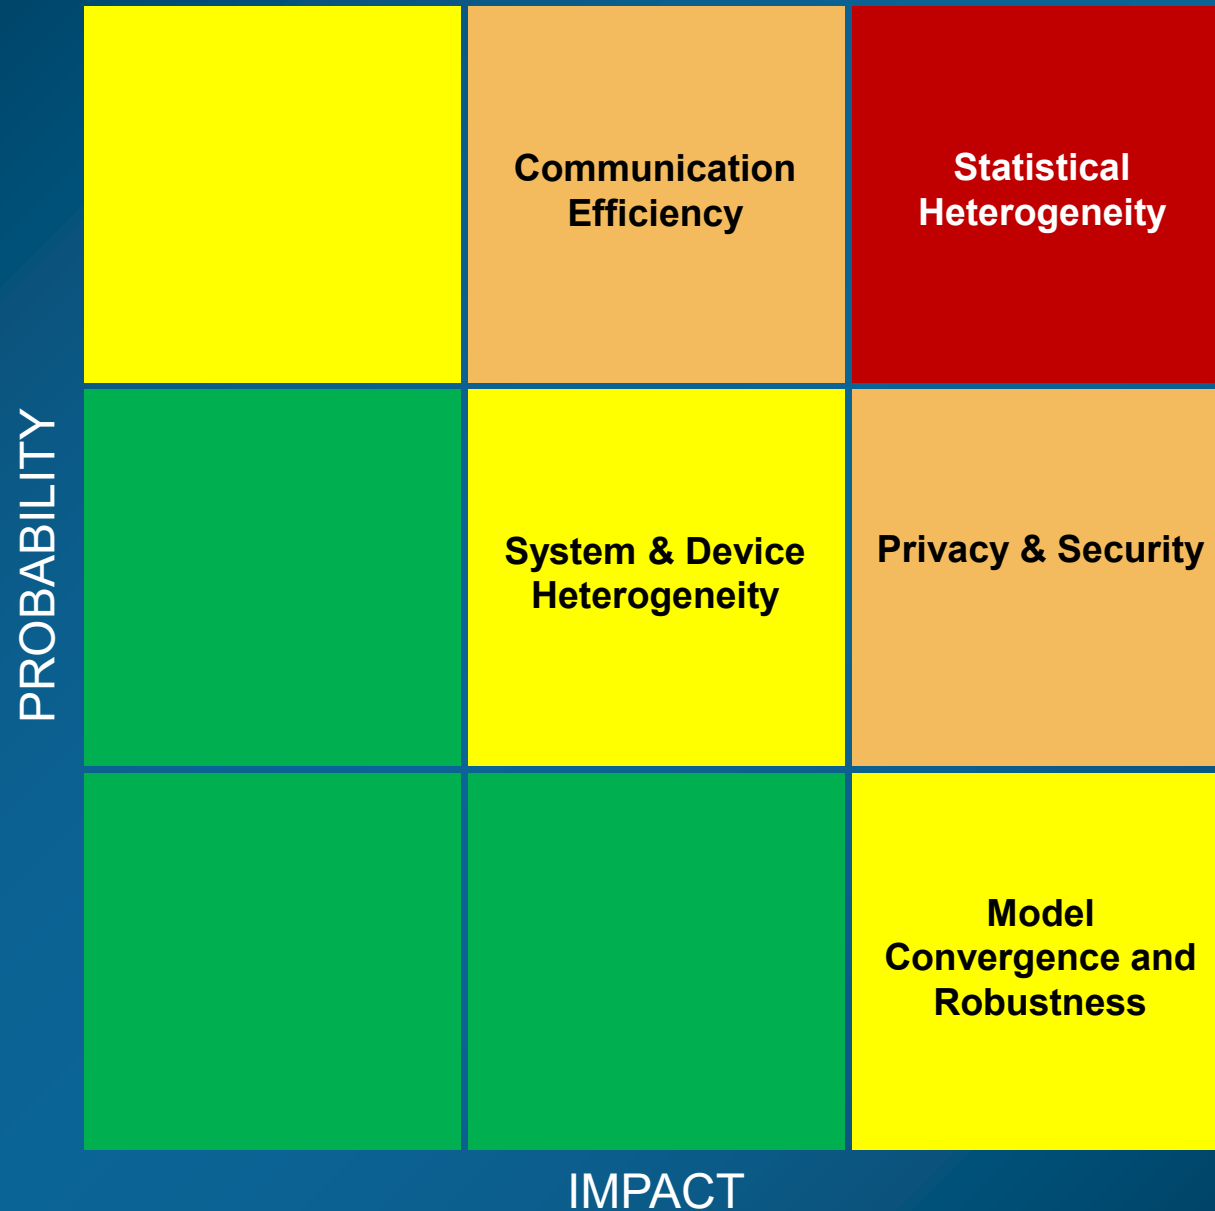 Communication
Efficiency
Statistical
Heterogeneity
PROBABILITY
System & Device
Heterogeneity
Privacy & Security
Model
Convergence and
Robustness
IMPACT